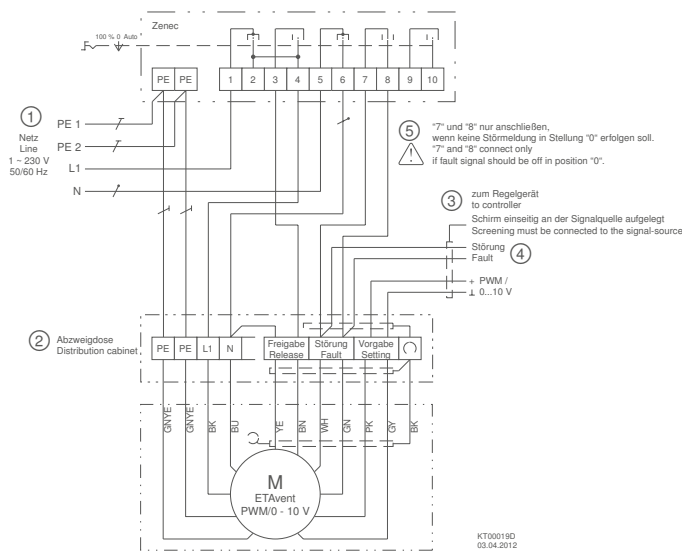 Zenec
100 % 0 Auto
PE PE 1 2 3 4 5 6 7 8 9 10
1
Netz
Line
1 ~ 230 V
50/60 Hz
PE 1
PE 2
L1
N
5
"7" und "8" nur anschließen,
wenn keine Störmeldung in Stellung "0" erfolgen soll.
"7" and "8" connect only
if fault signal should be off in position "0".
3
zum Regelgerät
to controller
Schirm einseitig an der Signalquelle aufgelegt
Screening must be connected to the signal-source
Störung
Fault
4
+ PWM /
⊥ 0...10 V
2
Abzweigdose
Distribution cabinet
PE PE L1 N
Freigabe
Release
Störung
Fault
Vorgabe
Setting
GNYE GNYE BK BU YE BN WH GN PK GY BK
M
ETAvent
PWM/0 - 10 V
KT00019D
03.04.2012